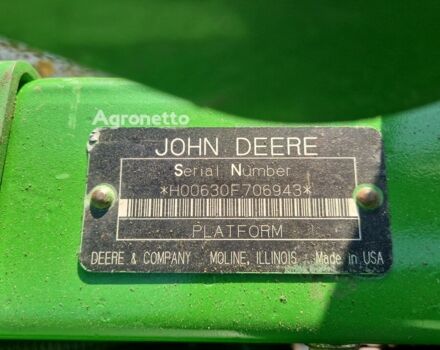 Agronetto
JOHN DEERE
Serial Number
*H00630F706943*
PLATFORM
DEERE & COMPANY MOLINE, ILLINOIS Made in USA